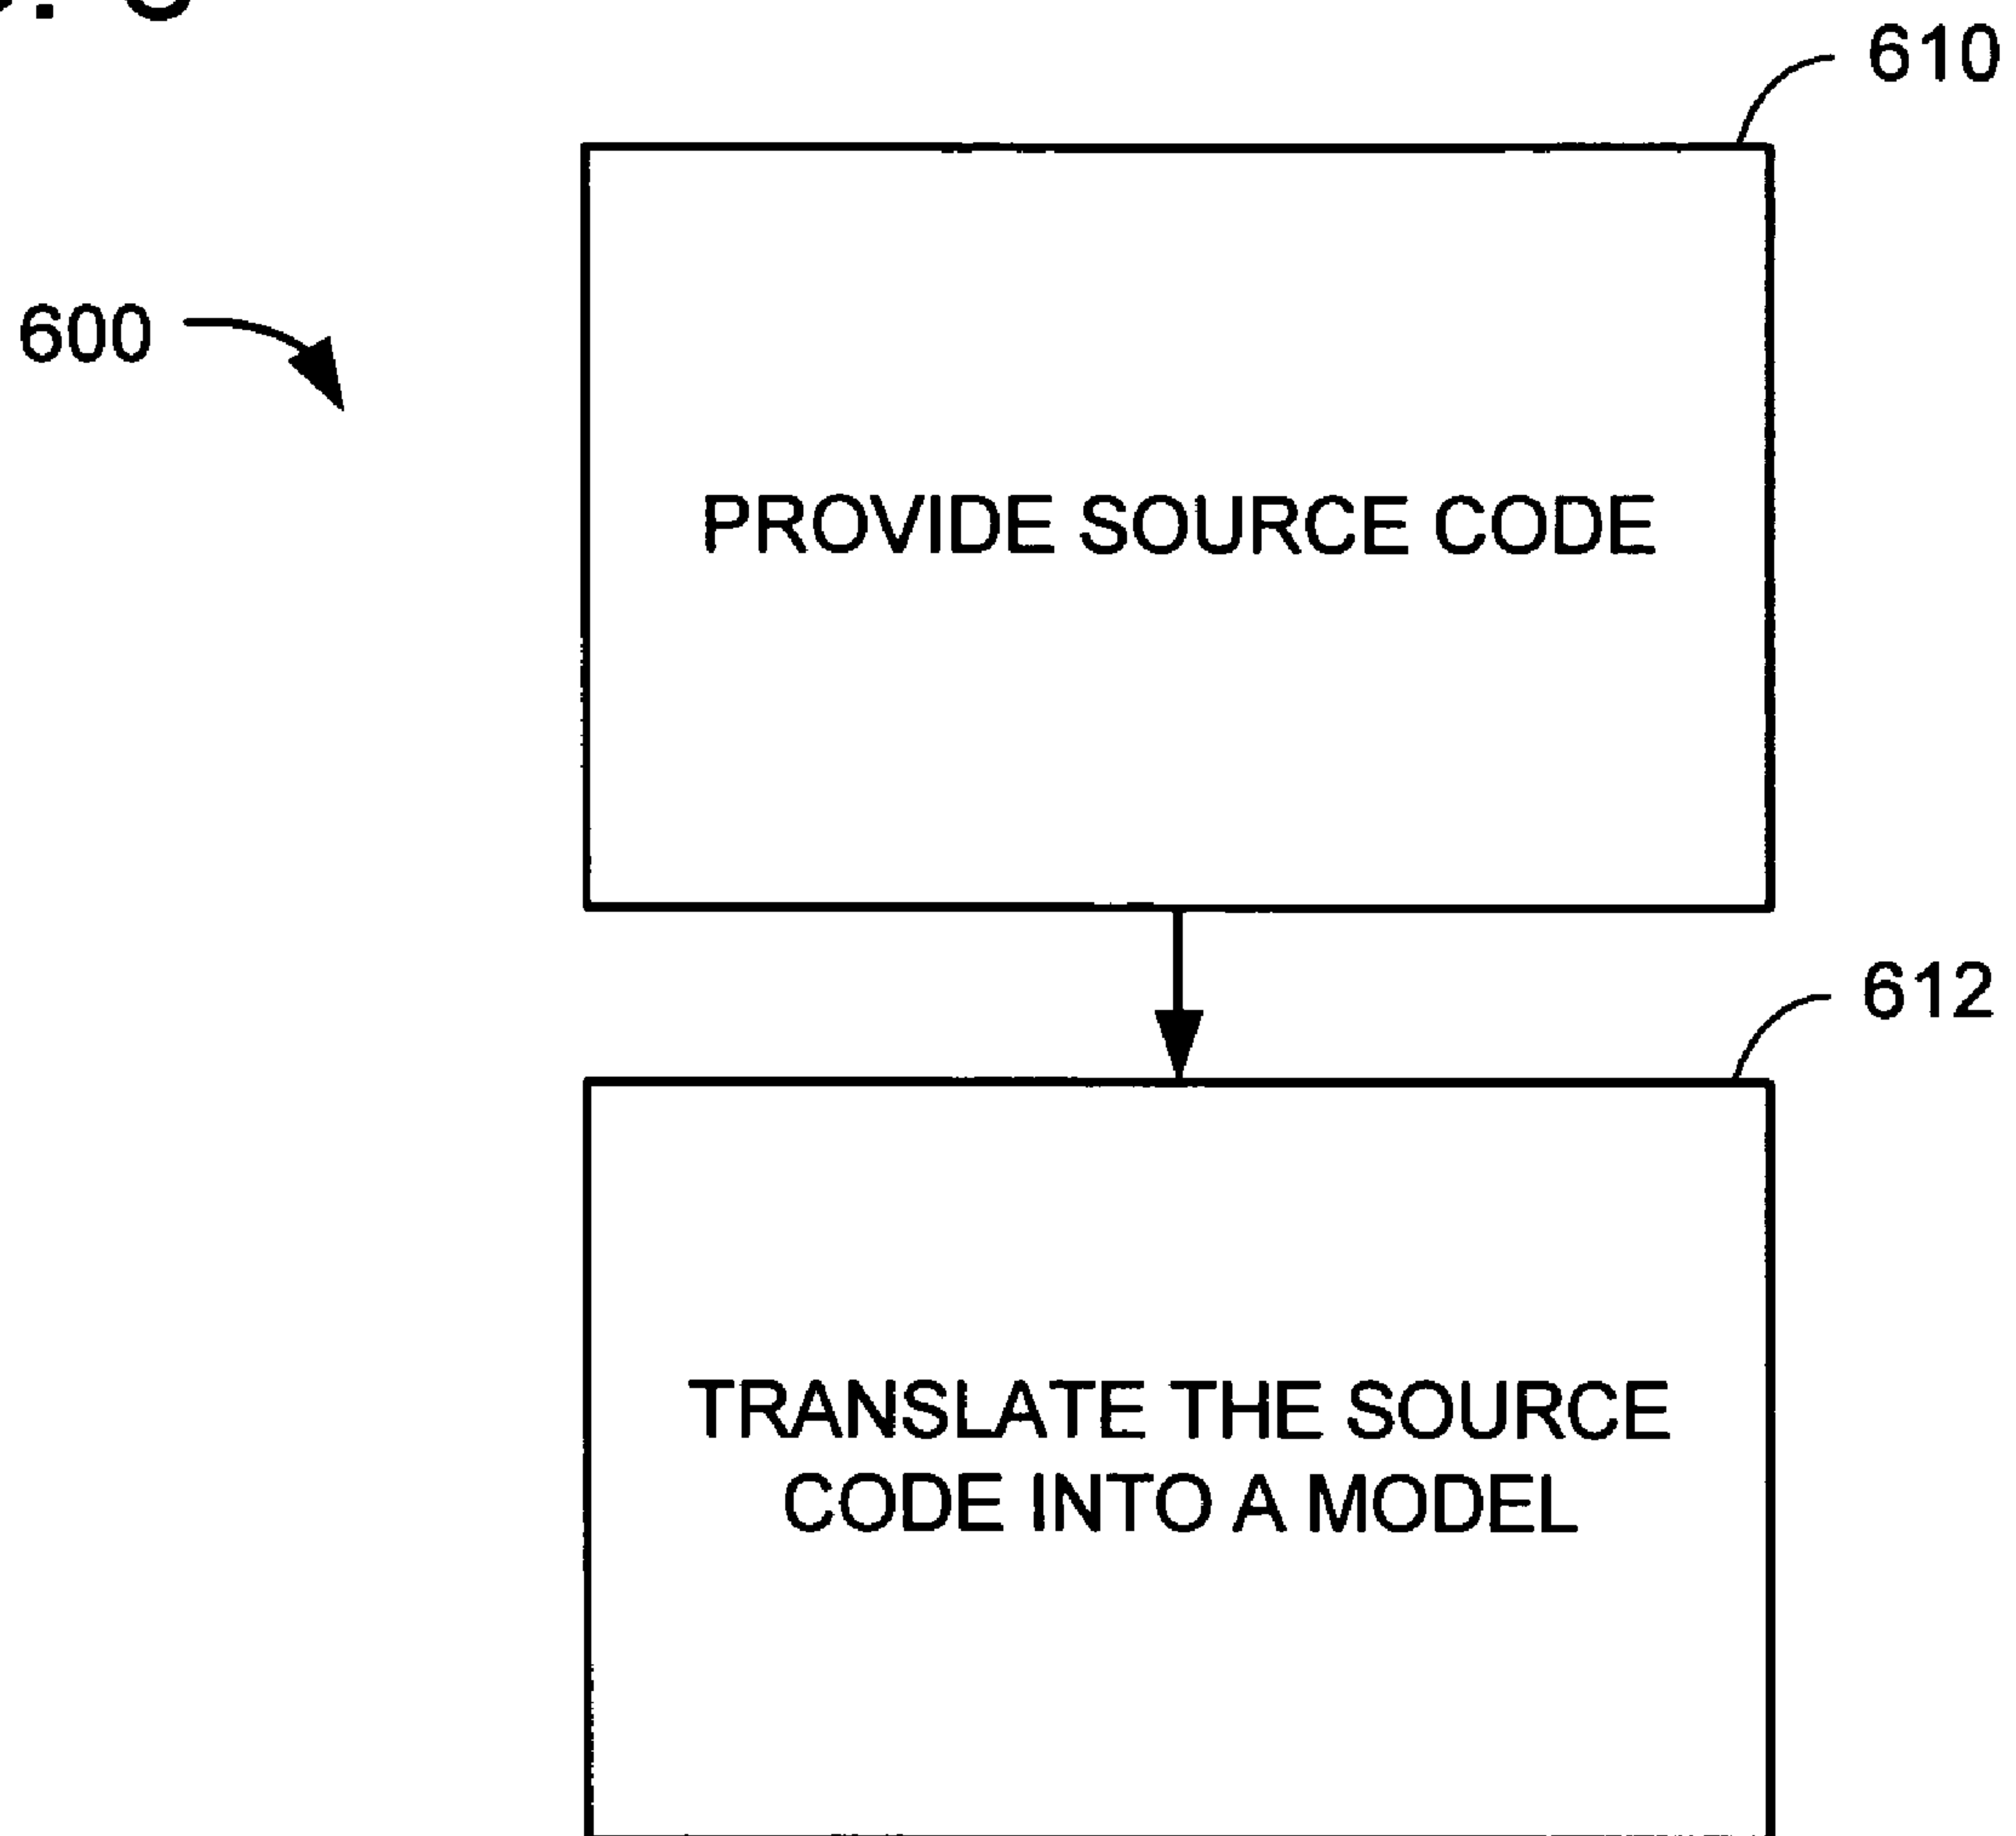 610
600
PROVIDE SOURCE CODE
612
TRANSLATE THE SOURCE
CODE INTO A MODEL